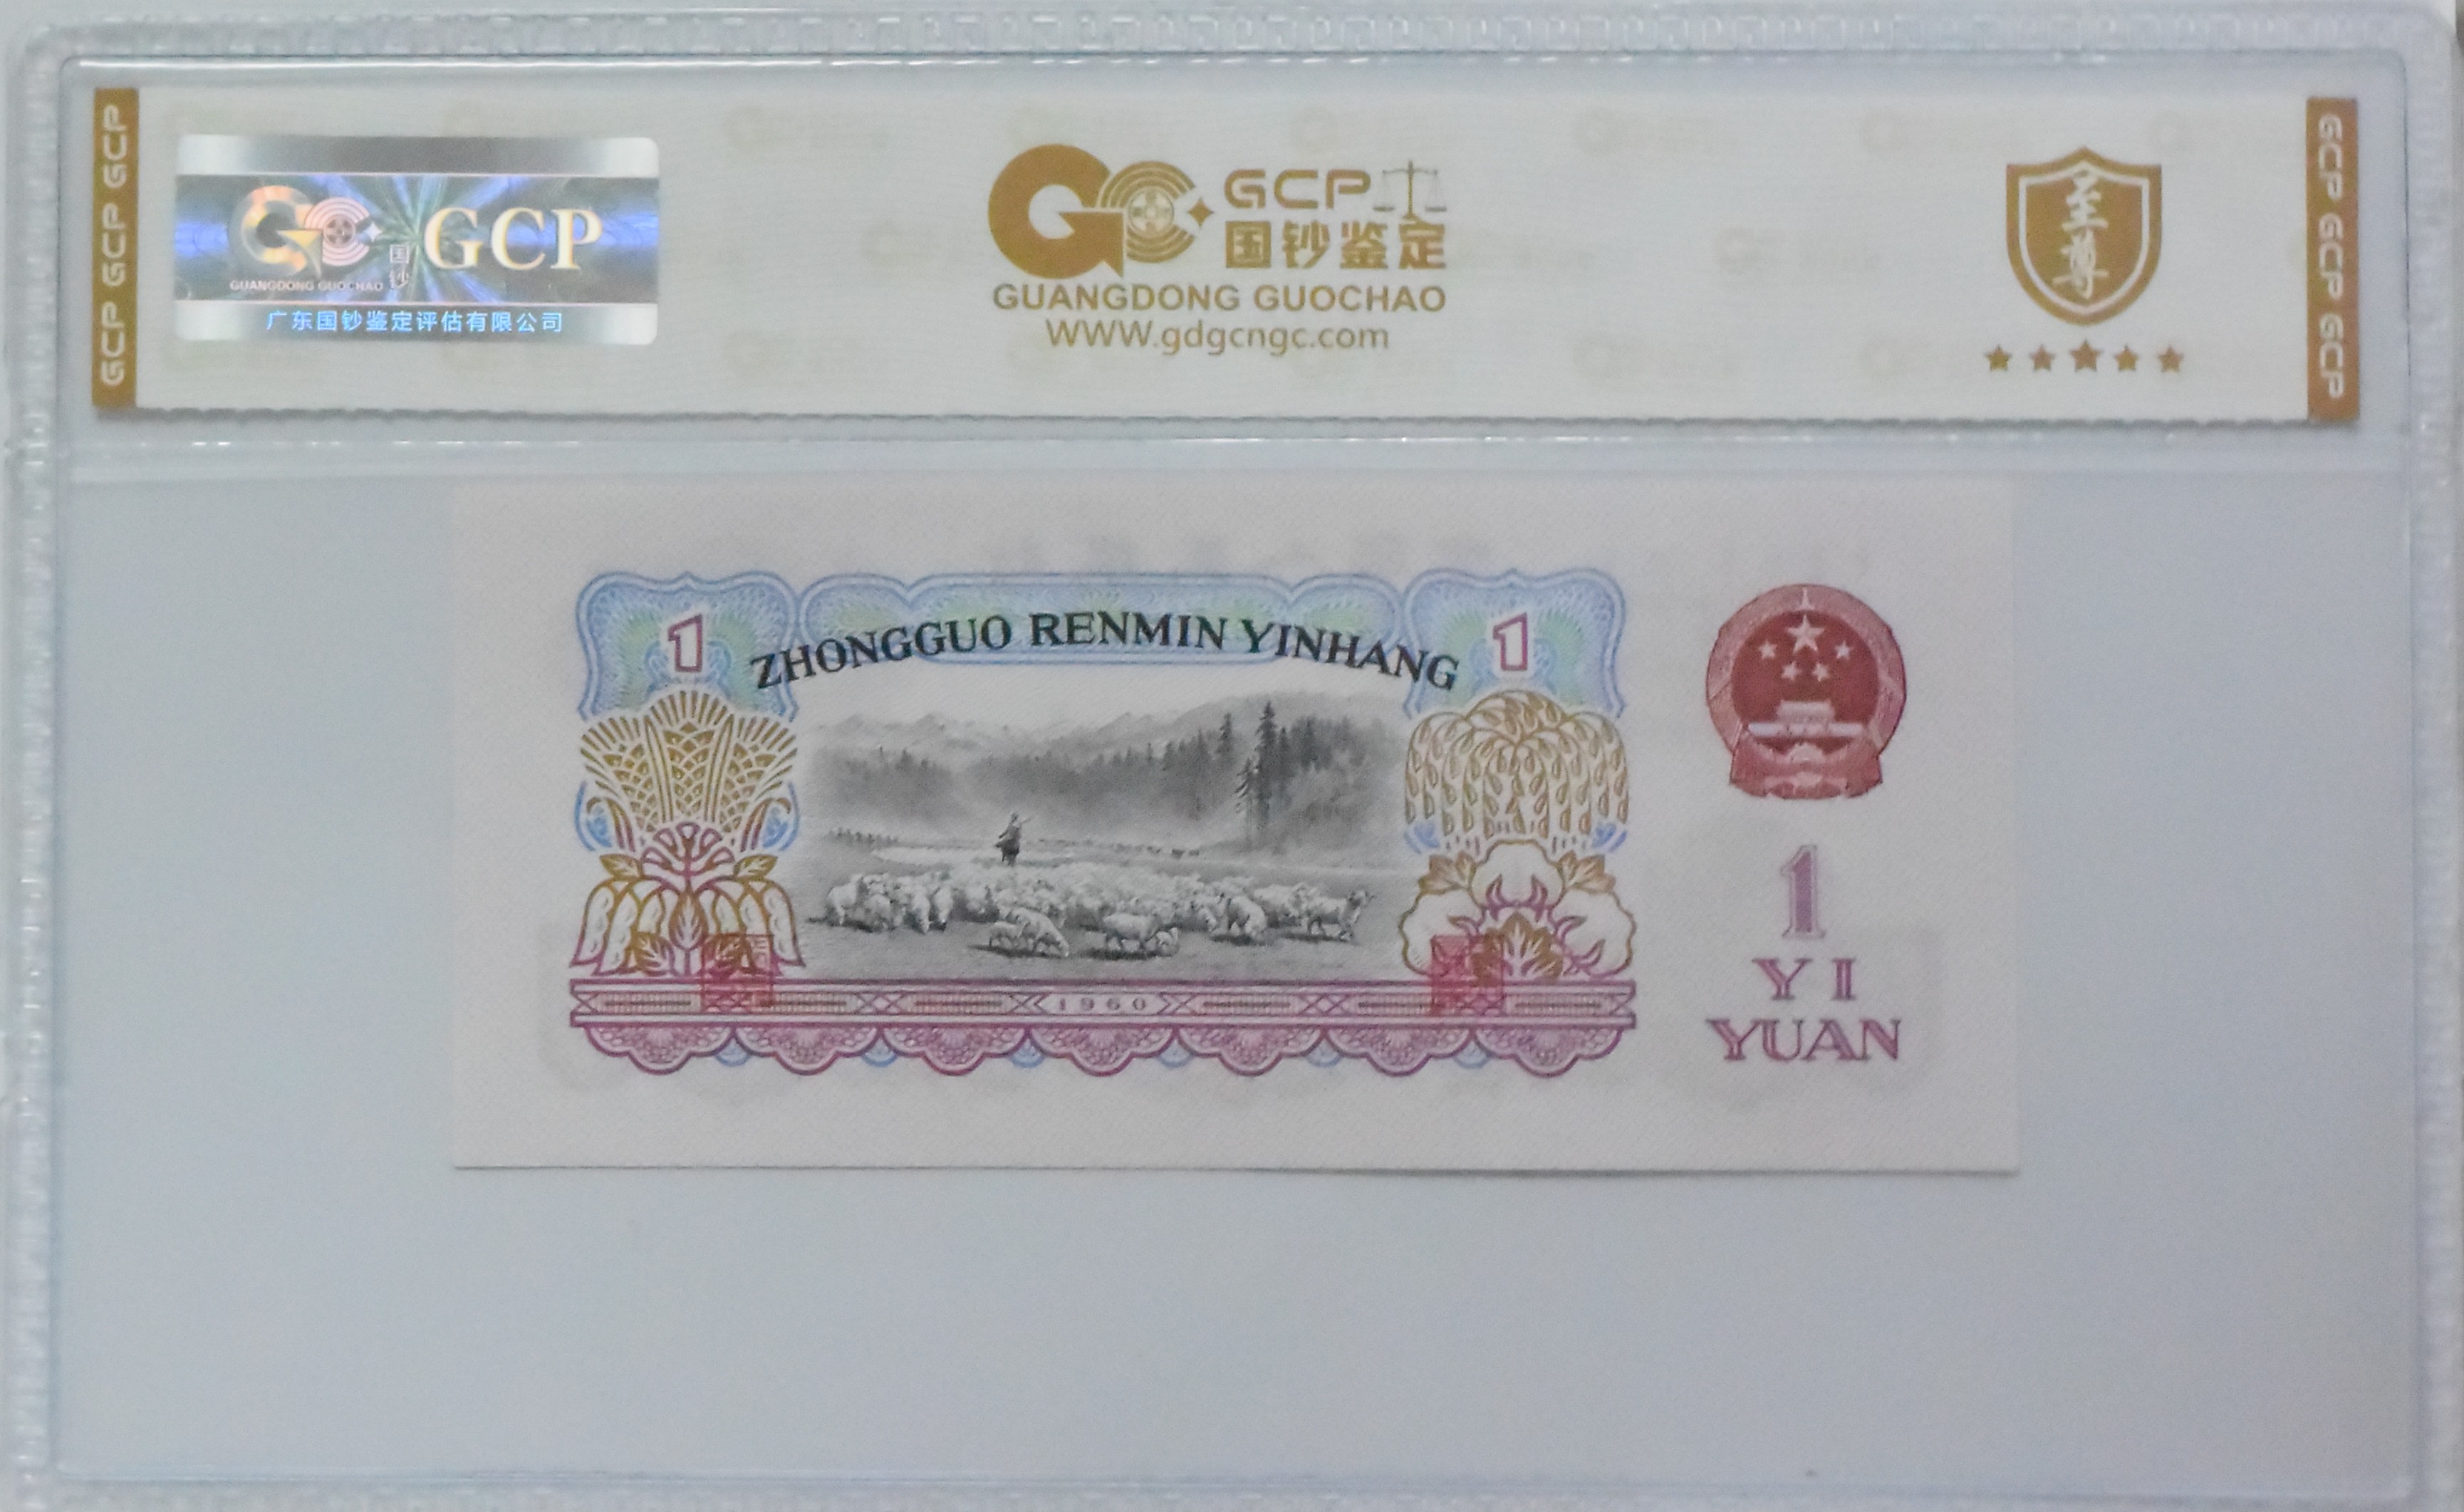 GCP GCP GCP
GCP
国钞
GUANGDONG GUOCHAO
广东国钞鉴定评估有限公司
GCP
国钞鉴定
GUANGDONG GUOCHAO
WWW.gdgcngc.com
至尊
GCP GCP GCP
1
ZHONGGUO RENMIN YINHANG
1
1960
1
YI
YUAN